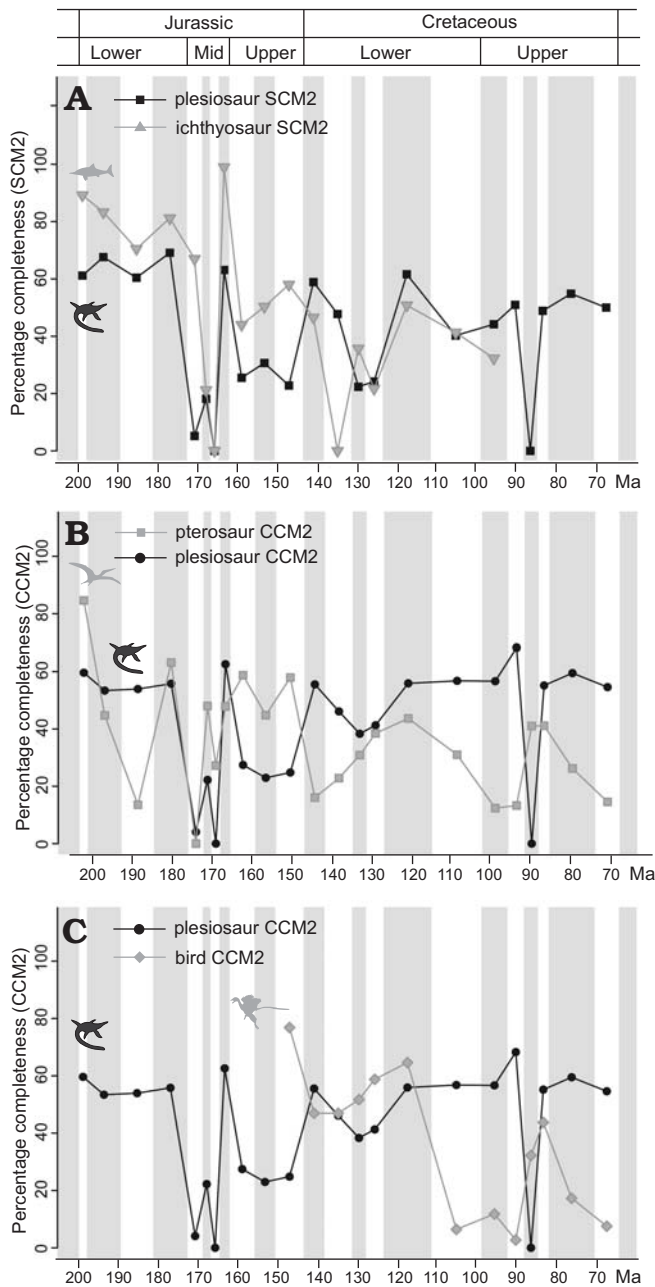 Jurassic Cretaceous
Lower Mid Upper Lower Upper
A
plesiosaur SCM2
ichthyosaur SCM2
Percentage completeness (SCM2)
100
80
60
40
20
0
200 190 180 170 160 150 140 130 120 110 100 90 80 70 Ma
B
pterosaur CCM2
plesiosaur CCM2
Percentage completeness (CCM2)
100
80
60
40
20
0
200 190 180 170 160 150 140 130 120 110 100 90 80 70 Ma
C
plesiosaur CCM2
bird CCM2
Percentage completeness (CCM2)
100
80
60
40
20
0
200 190 180 170 160 150 140 130 120 110 100 90 80 70 Ma